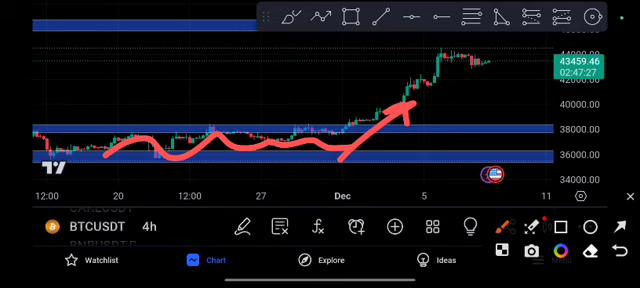 44000.00
43459.46
02:47:27
42000.00
40000.00
38000.00
36000.00
34000.00
12:00 20 12:00 27 Dec 5 11
BTCUSDT 4h
Watchlist Chart Explore Ideas Menu